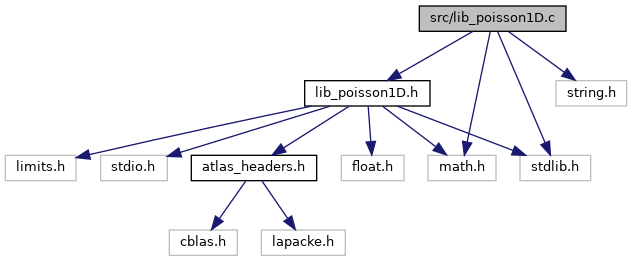 src/lib_poisson1D.c
lib_poisson1D.h
string.h
limits.h
stdio.h
atlas_headers.h
float.h
math.h
stdlib.h
cblas.h
lapacke.h